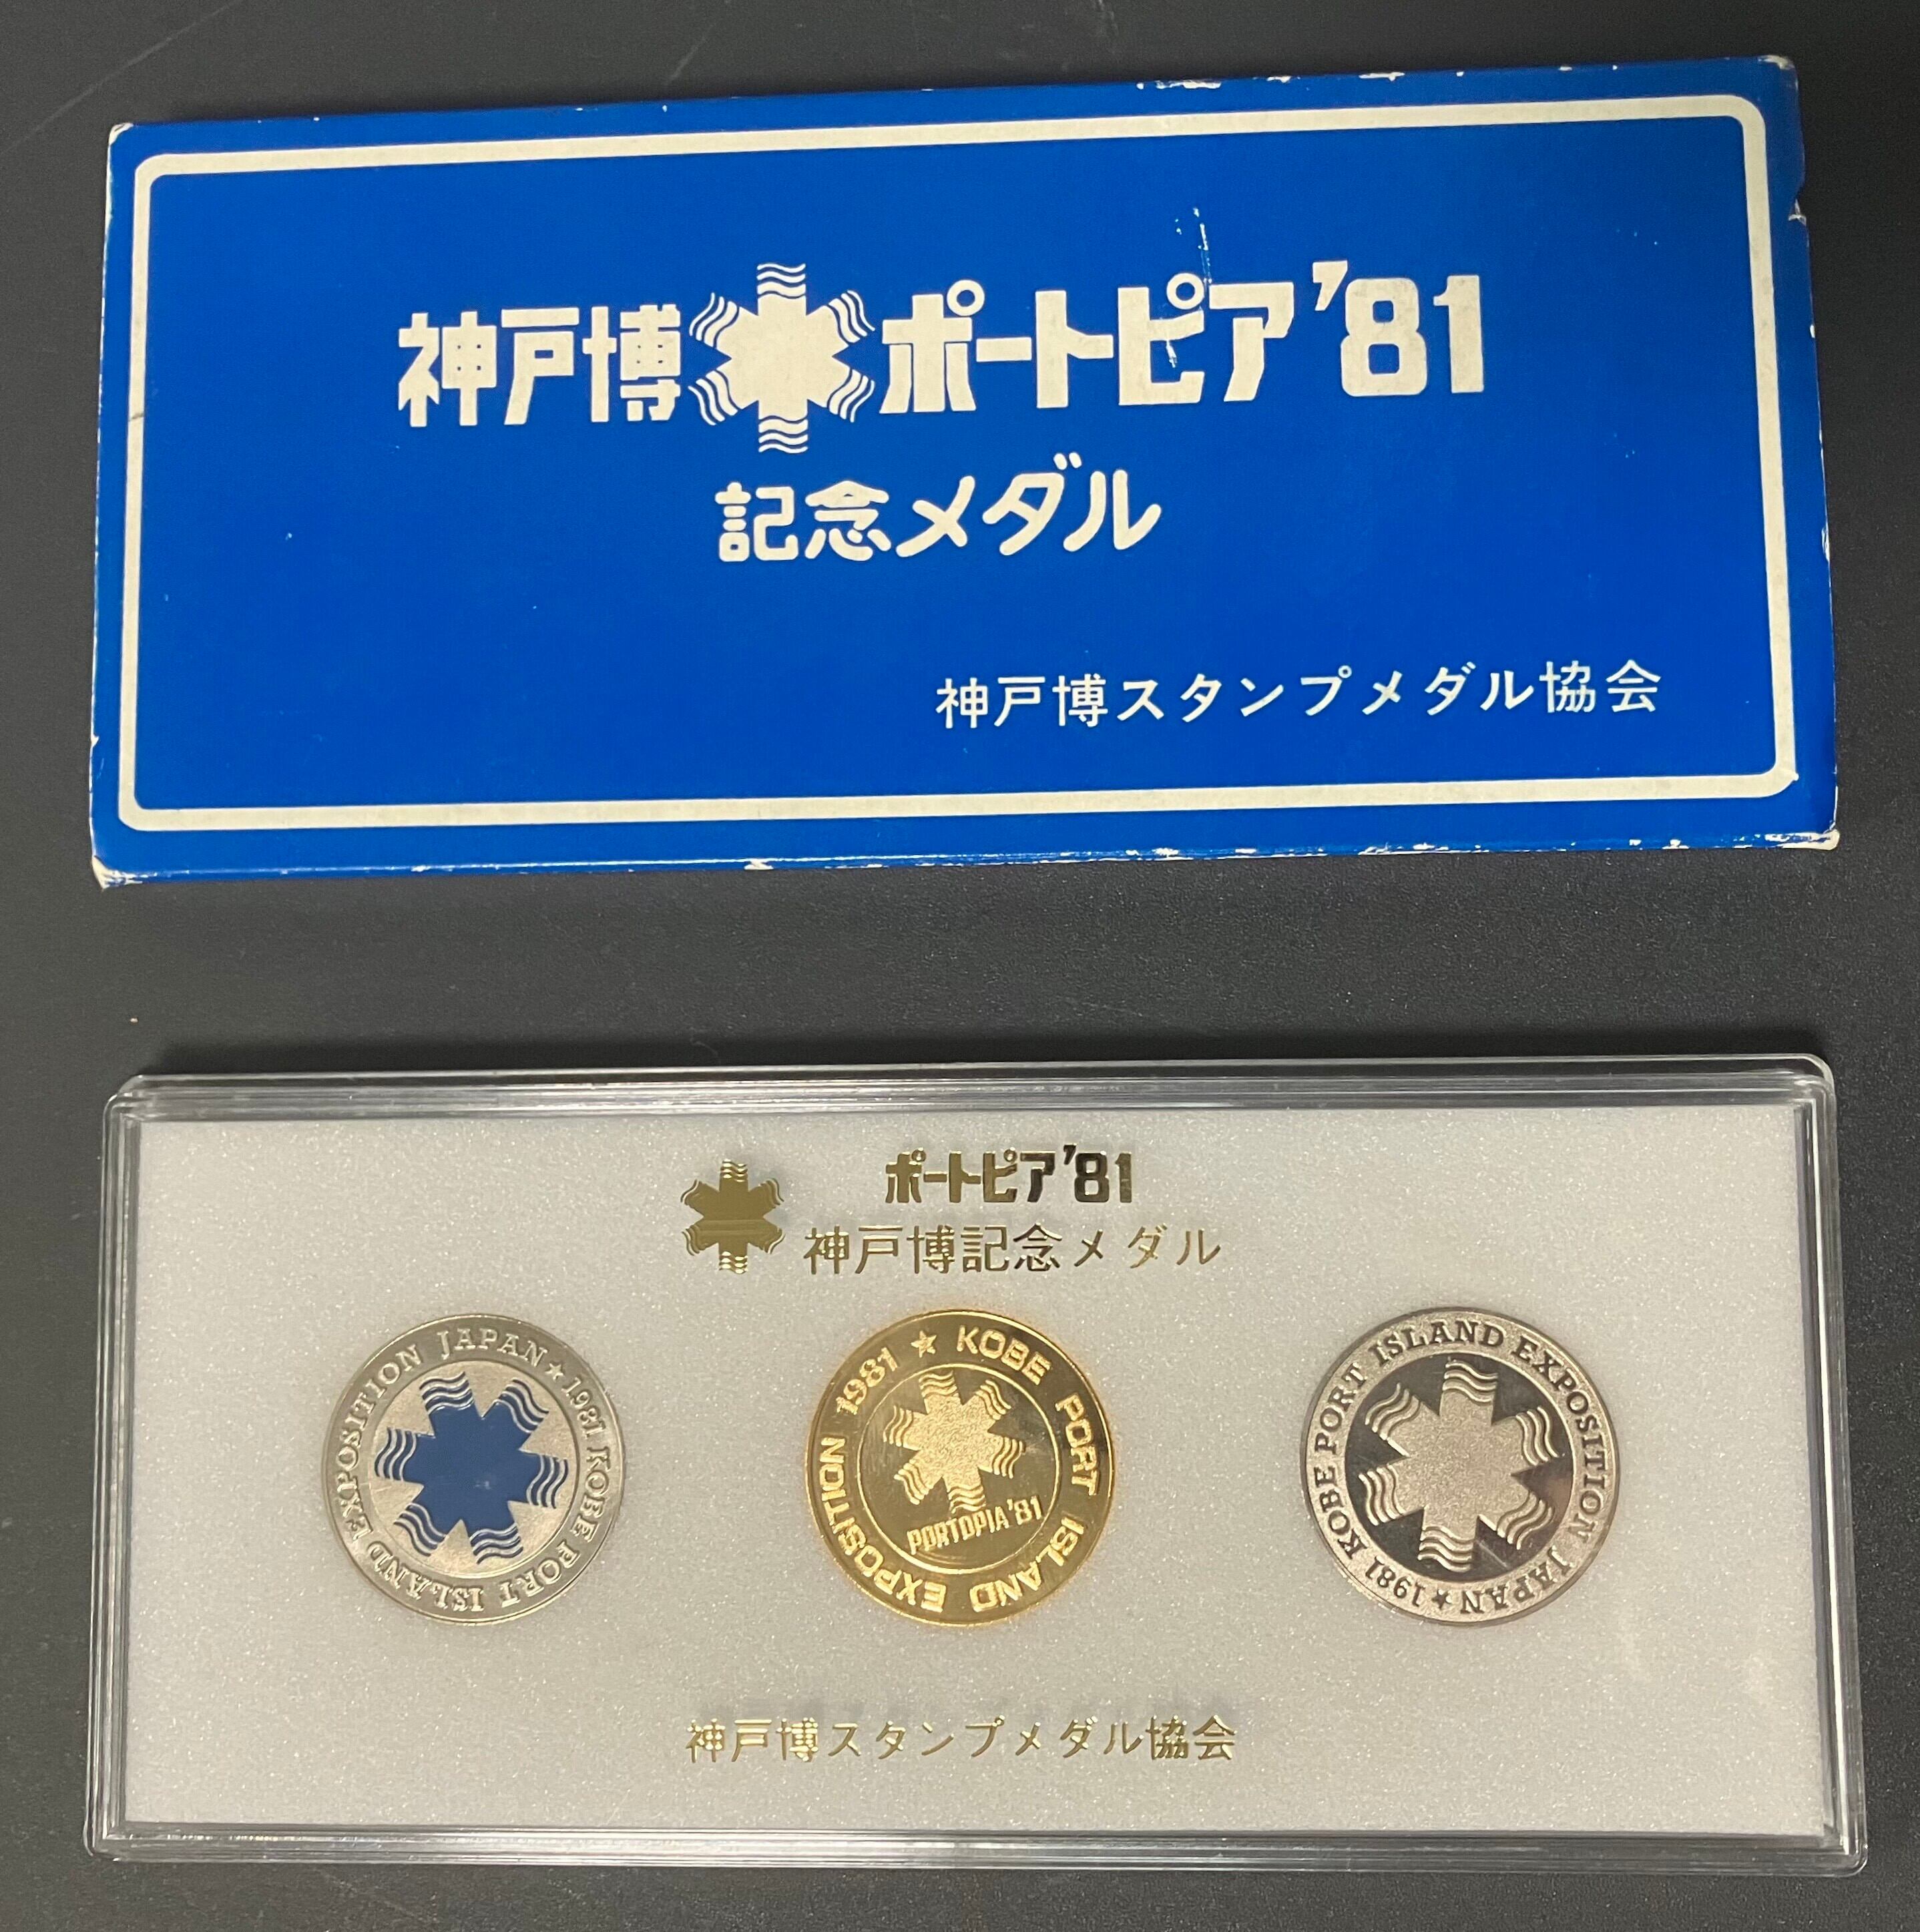 神戸博 ポートピア'81
記念メダル
神戸博スタンプメダル協会
ポートピア'81
神戸博記念メダル
1981 KOBE PORT ISLAND EXPOSITION JAPAN ★
★ KOBE PORT ISLAND EXPOSITION 1981
PORTOPIA'81
1981 KOBE PORT ISLAND EXPOSITION JAPAN ★
神戸博スタンプメダル協会